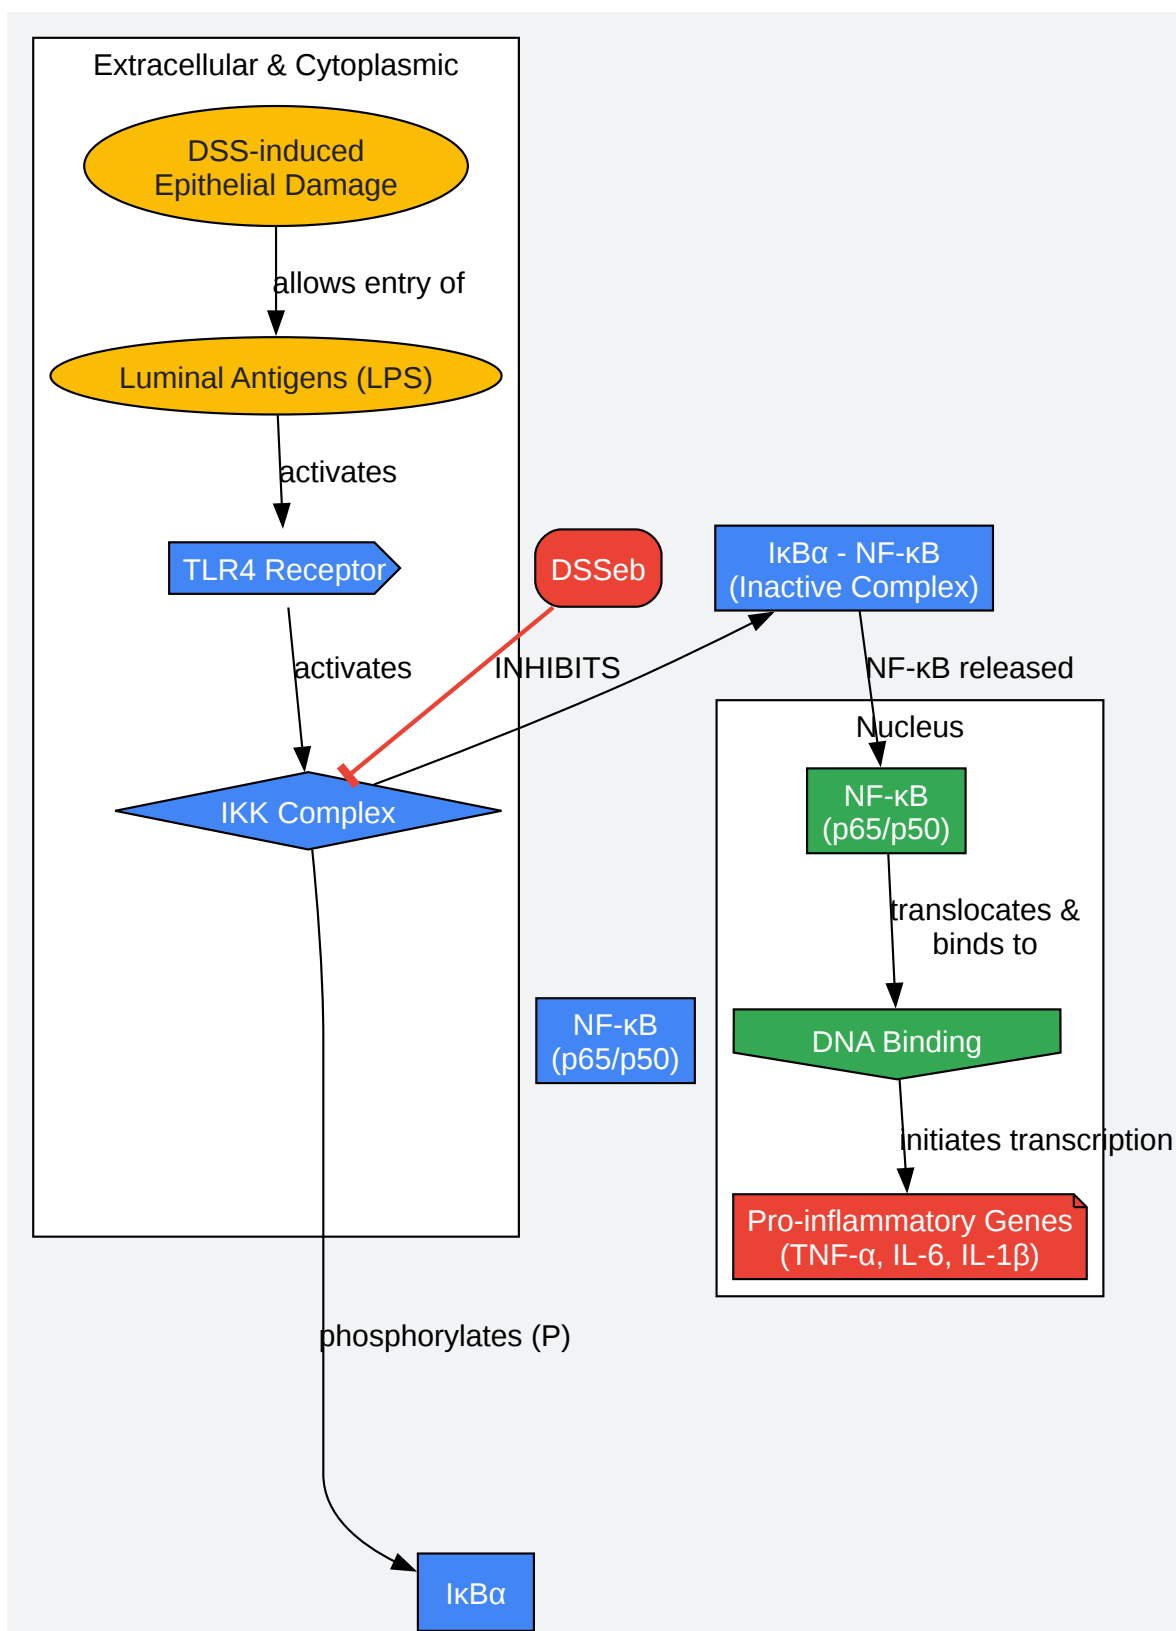 Extracellular & Cytoplasmic
DSS-induced
Epithelial Damage
allows entry of
Luminal Antigens (LPS)
activates
TLR4 Receptor
DSSeb
IκBα - NF-κB
(Inactive Complex)
activates
INHIBITS
NF-κB released
Nucleus
IKK Complex
NF-κB
(p65/p50)
translocates &
binds to
NF-κB
(p65/p50)
DNA Binding
initiates transcription
Pro-inflammatory Genes
(TNF-α, IL-6, IL-1β)
phosphorylates (P)
IκBα